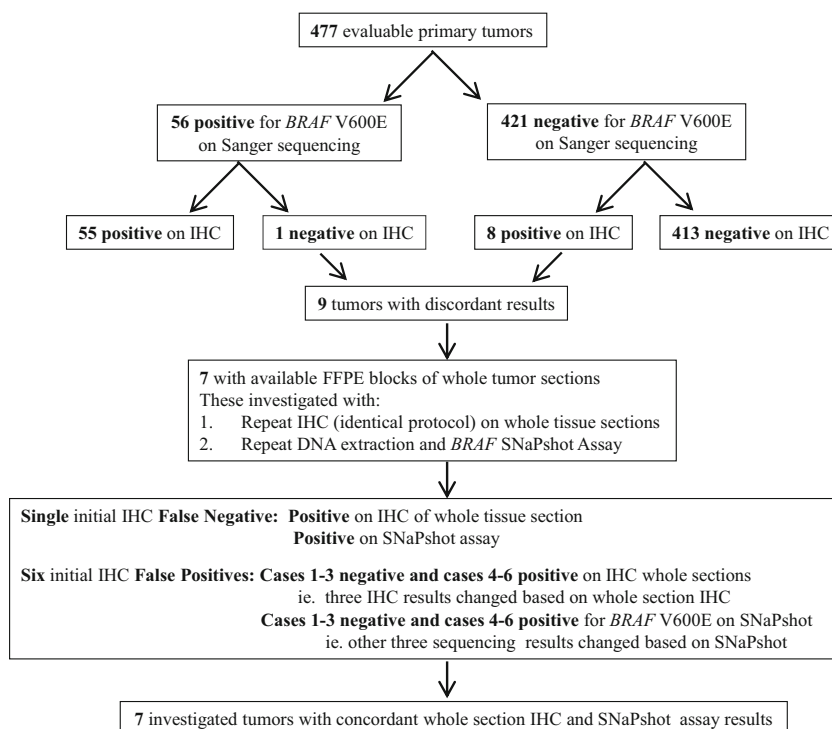 477 evaluable primary tumors
56 positive for BRAF V600E
on Sanger sequencing
421 negative for BRAF V600E
on Sanger sequencing
55 positive on IHC
1 negative on IHC
8 positive on IHC
413 negative on IHC
9 tumors with discordant results
7 with available FFPE blocks of whole tumor sections
These investigated with:
1. Repeat IHC (identical protocol) on whole tissue sections
2. Repeat DNA extraction and BRAF SNaPshot Assay
Single initial IHC False Negative: Positive on IHC of whole tissue section
Positive on SNaPshot assay
Six initial IHC False Positives: Cases 1-3 negative and cases 4-6 positive on IHC whole sections
ie. three IHC results changed based on whole section IHC
Cases 1-3 negative and cases 4-6 positive for BRAF V600E on SNaPshot
ie. other three sequencing results changed based on SNaPshot
7 investigated tumors with concordant whole section IHC and SNaPshot assay results